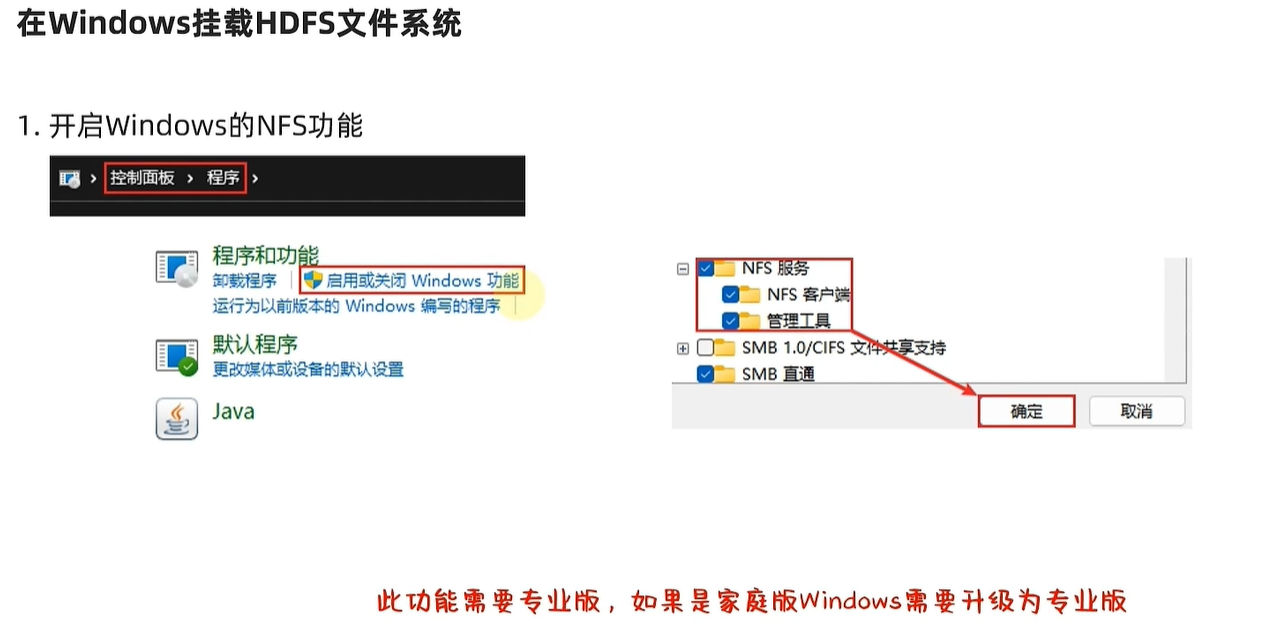 在Windows挂载HDFS文件系统
1. 开启Windows的NFS功能
控制面板 › 程序 ›
程序和功能
卸载程序 | 启用或关闭 Windows 功能
运行为以前版本的 Windows 编写的程序 |
默认程序
更改媒体或设备的默认设置
Java
NFS 服务
NFS 客户端
管理工具
SMB 1.0/CIFS 文件共享支持
SMB 直通
确定 取消
此功能需要专业版，如果是家庭版Windows需要升级为专业版